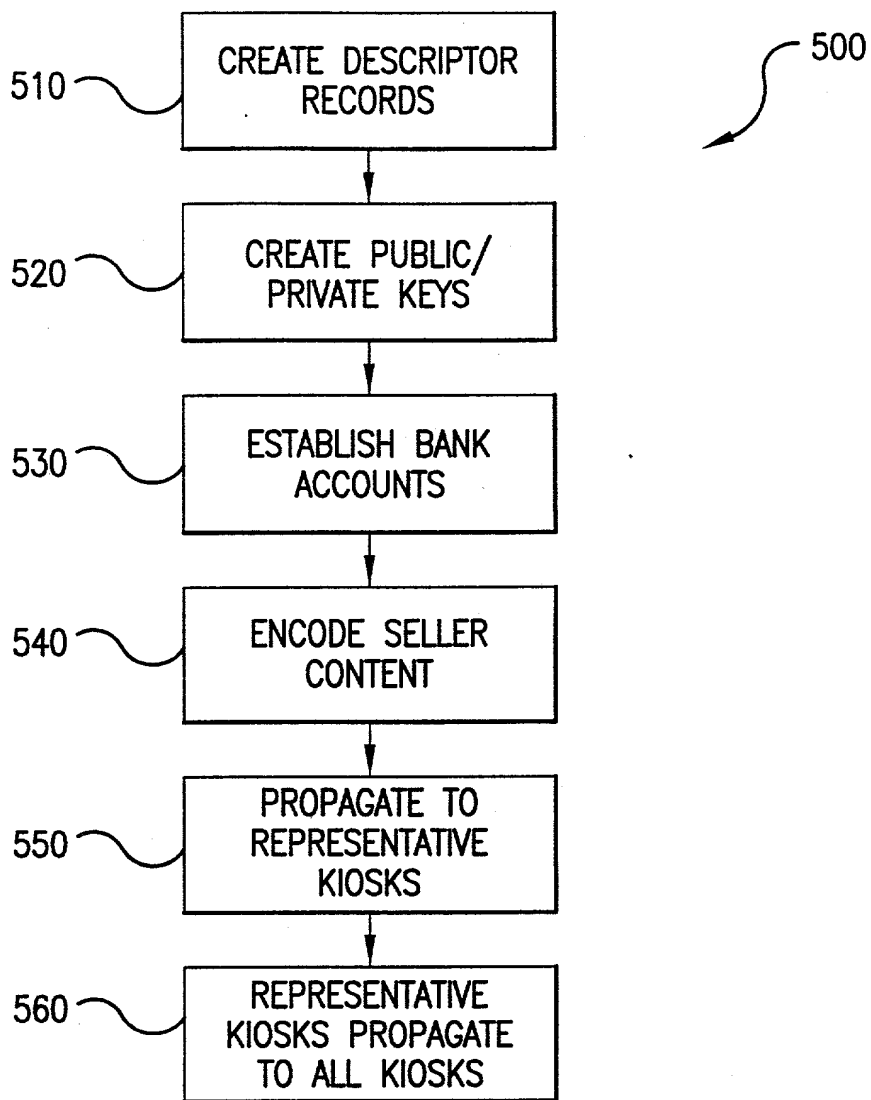 500
510
CREATE DESCRIPTOR
RECORDS
520
CREATE PUBLIC/
PRIVATE KEYS
530
ESTABLISH BANK
ACCOUNTS
540
ENCODE SELLER
CONTENT
550
PROPAGATE TO
REPRESENTATIVE
KIOSKS
560
REPRESENTATIVE
KIOSKS PROPAGATE
TO ALL KIOSKS